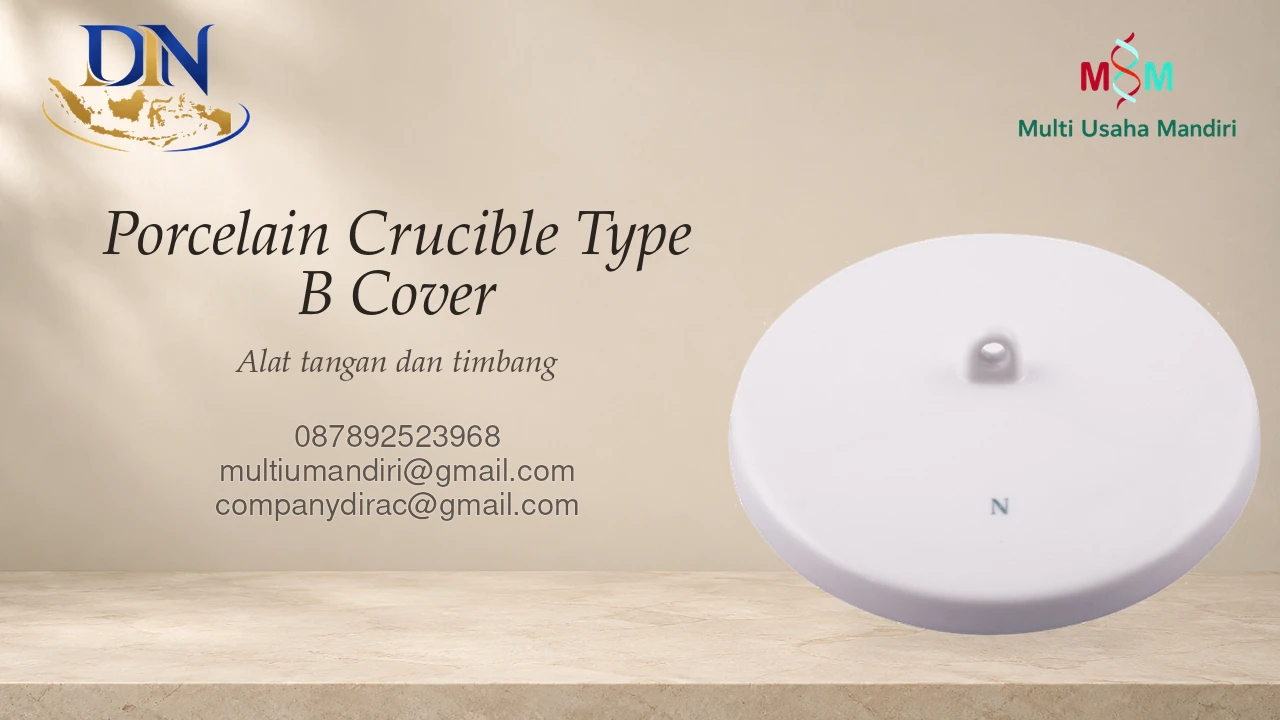 DN
M M
Multi Usaha Mandiri
Porcelain Crucible Type
B Cover
Alat tangan dan timbang
087892523968
multiumandiri@gmail.com
companydirac@gmail.com
N